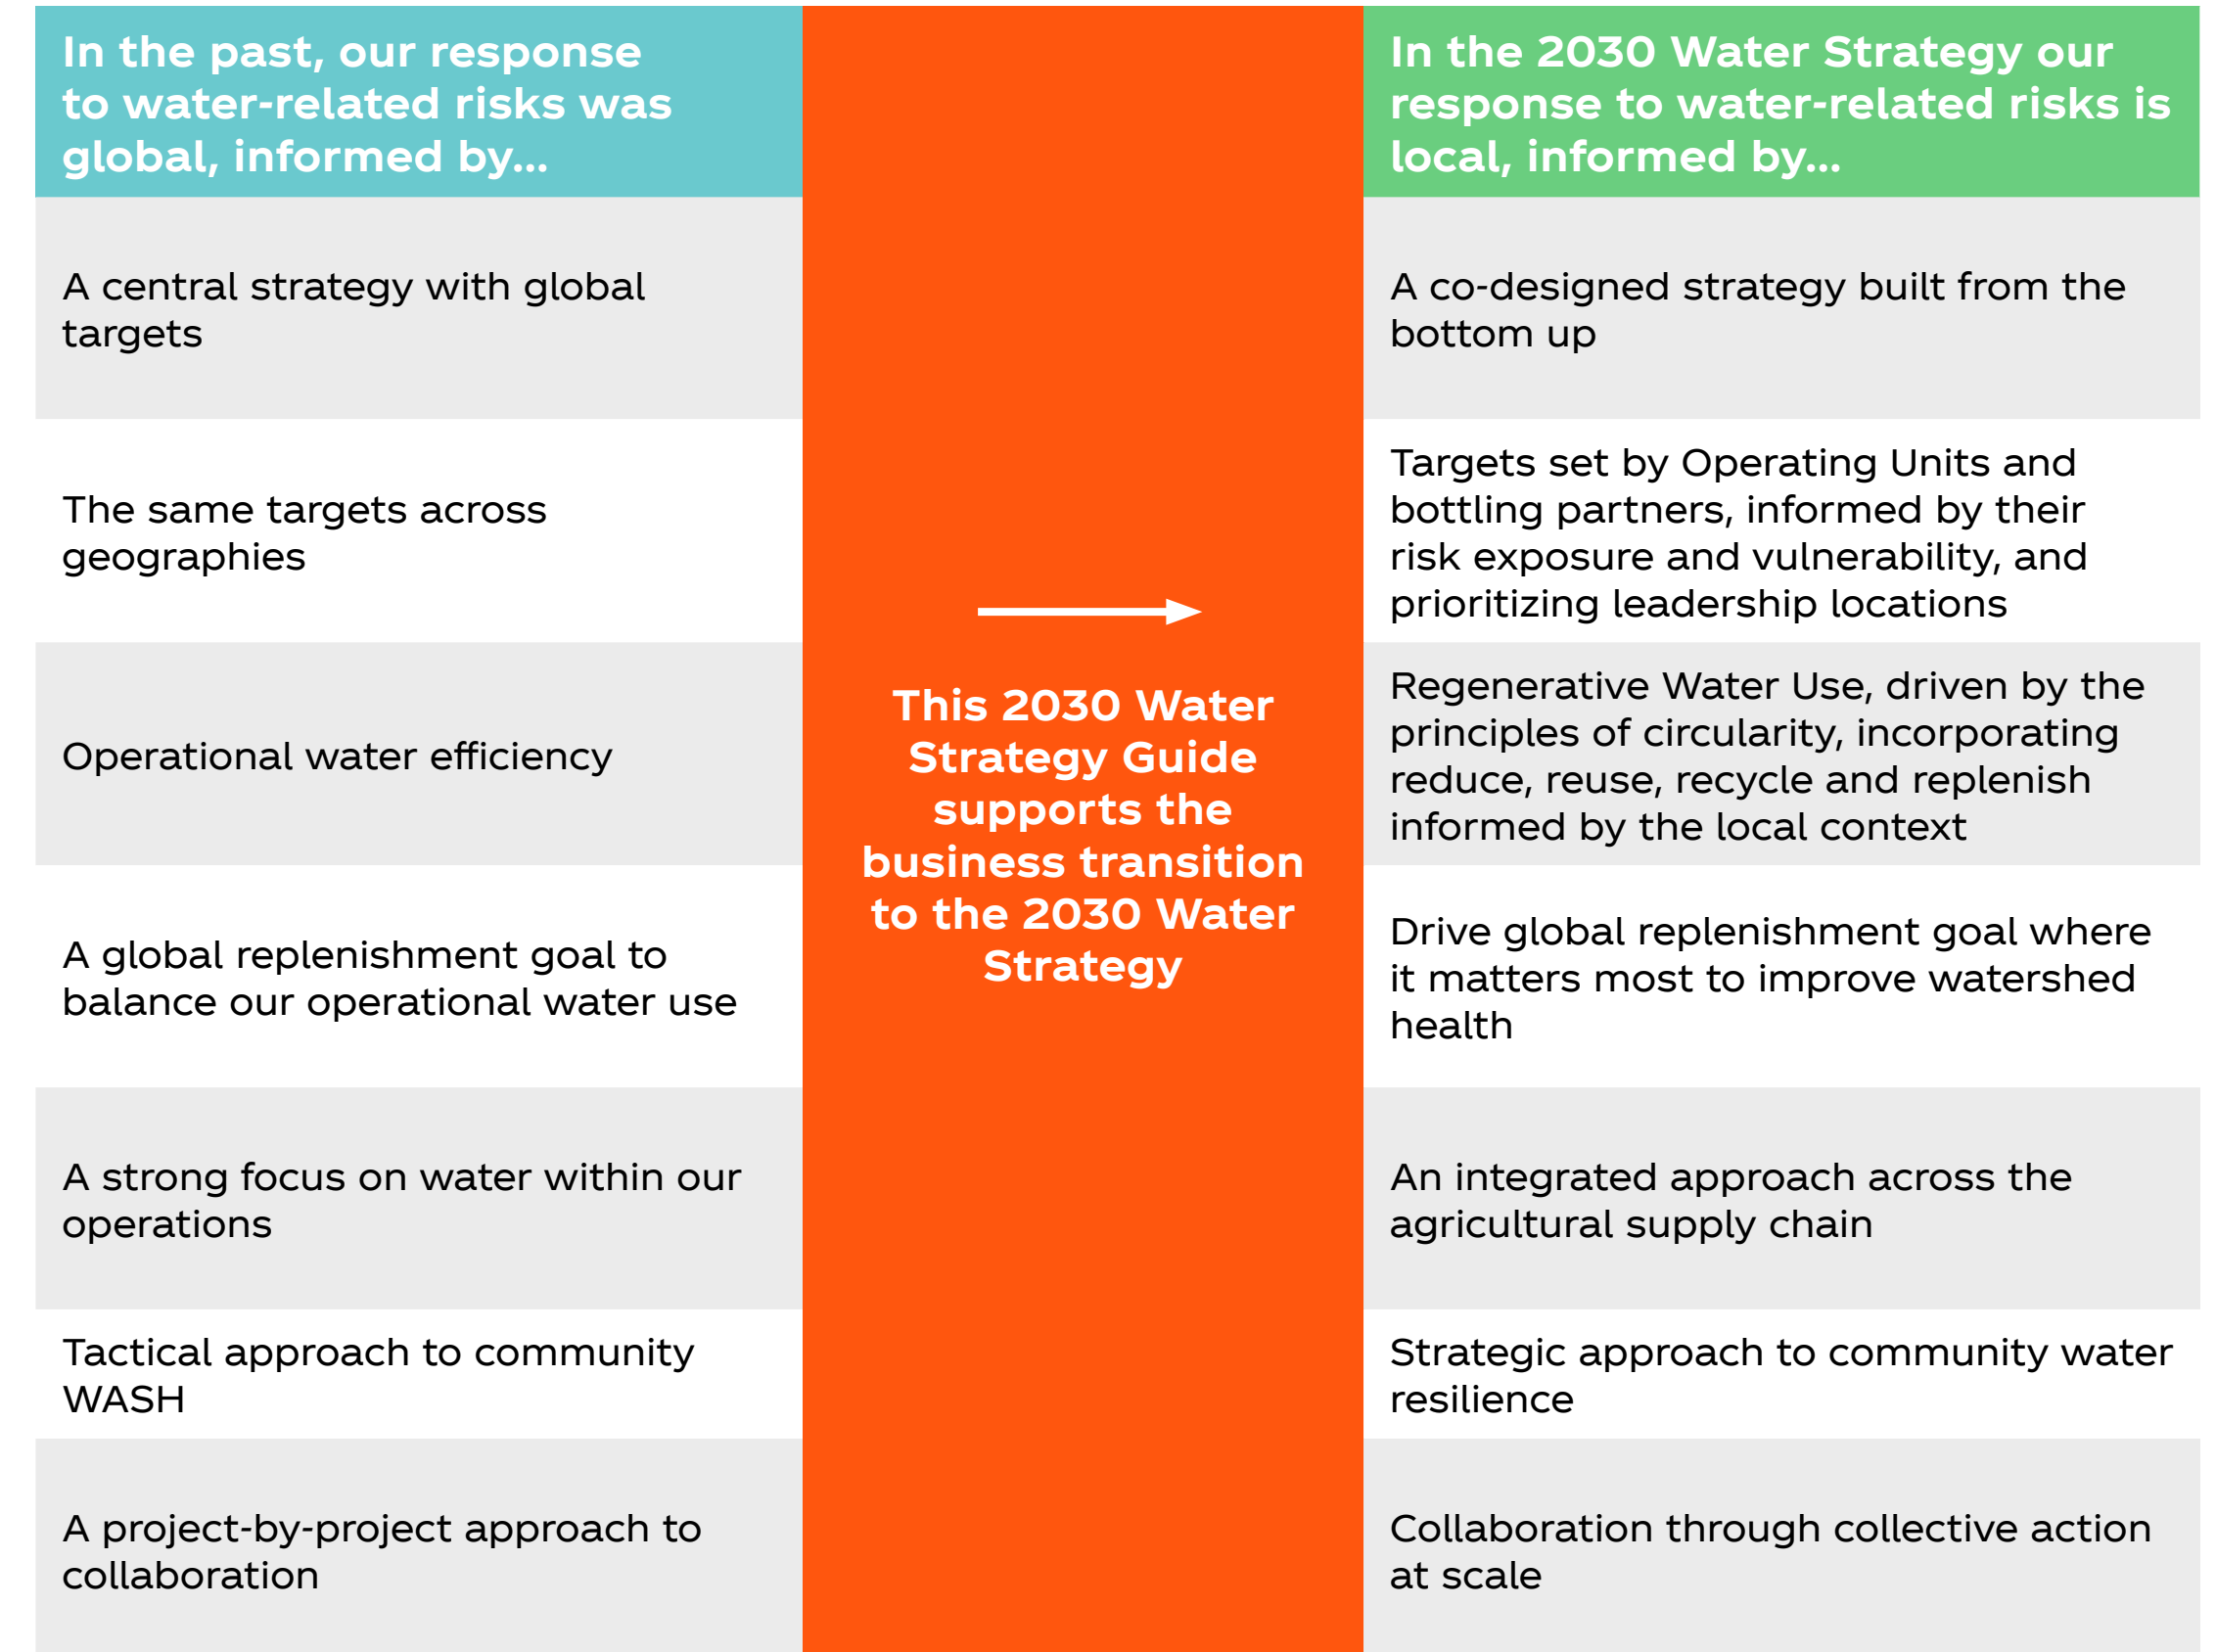 In the past, our response
to water-related risks was
global, informed by...
A central strategy with global
targets
The same targets across
geographies
Operational water efficiency
A global replenishment goal to
balance our operational water use
A strong focus on water within our
operations
Tactical approach to community
WASH
A project-by-project approach to
collaboration
This 2030 Water
Strategy Guide
supports the
business transition
to the 2030 Water
Strategy
In the 2030 Water Strategy our
response to water-related risks is
local, informed by...
A co-designed strategy built from the
bottom up
Targets set by Operating Units and
bottling partners, informed by their
risk exposure and vulnerability, and
prioritizing leadership locations
Regenerative Water Use, driven by the
principles of circularity, incorporating
reduce, reuse, recycle and replenish
informed by the local context
Drive global replenishment goal where
it matters most to improve watershed
health
An integrated approach across the
agricultural supply chain
Strategic approach to community water
resilience
Collaboration through collective action
at scale